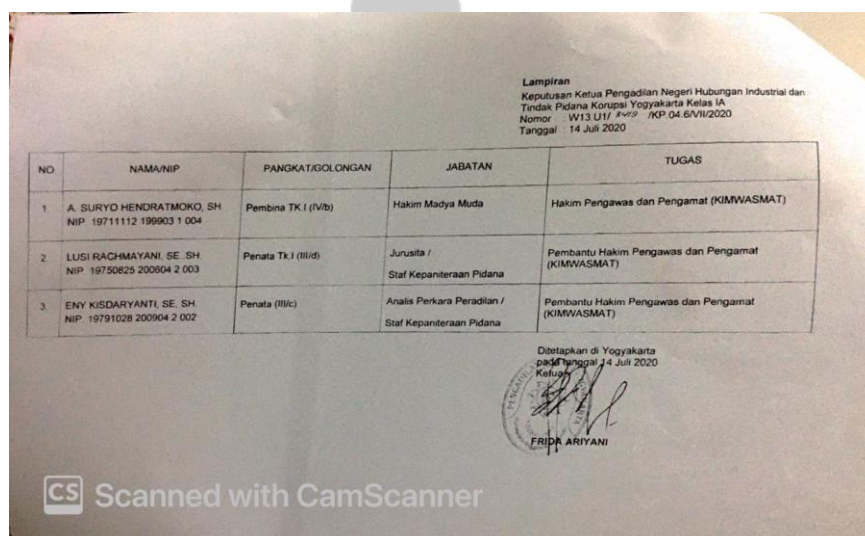 Lampiran
Keputusan Ketua Pengadilan Negeri Hubungan Industrial dan
Tindak Pidana Korupsi Yogyakarta Kelas IA
Nomor : W13.U1/ /KP.04.6/VII/2020
Tanggal : 14 Juli 2020
NO NAMA/NIP PANGKAT/GOLONGAN JABATAN TUGAS
1 A. SURYO HENDRATMOKO, SH Pembina TK.I (IV/b) Hakim Madya Muda Hakim Pengawas dan Pengamat (KIMWASMAT)
NIP 19711112 199903 1 004
2 LUSI RACHMAYANI, SE .SH Penata Tk.I (III/d) Jurusita / Pembantu Hakim Pengawas dan Pengamat
NIP 19750825 200604 2 003 Staf Kepaniteraan Pidana (KIMWASMAT)
3. ENY KISDARYANTI, SE, SH Penata (III/c) Analis Perkara Peradilan / Pembantu Hakim Pengawas dan Pengamat
NIP 19791028 200904 2 002 Staf Kepaniteraan Pidana (KIMWASMAT)
Ditetapkan di Yogyakarta
pada tanggal 14 Juli 2020
Ketua
FRIDA ARIYANI
CS Scanned with CamScanner